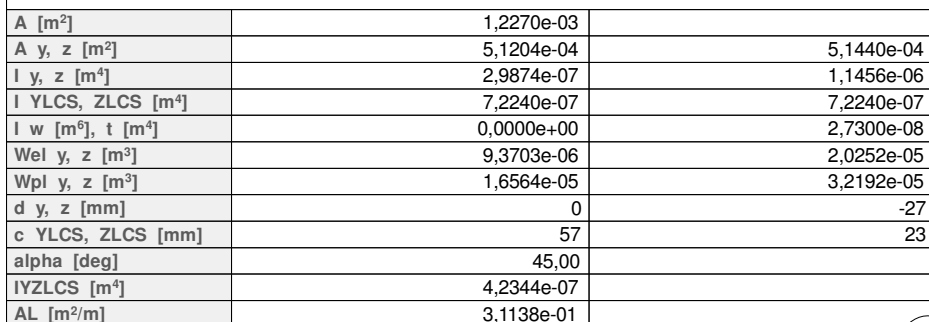 A [m²] 1,2270e-03
A y, z [m²] 5,1204e-04 5,1440e-04
I y, z [m⁴] 2,9874e-07 1,1456e-06
I YLCS, ZLCS [m⁴] 7,2240e-07 7,2240e-07
I w [m⁶], t [m⁴] 0,0000e+00 2,7300e-08
Wel y, z [m³] 9,3703e-06 2,0252e-05
Wpl y, z [m³] 1,6564e-05 3,2192e-05
d y, z [mm] 0 -27
c YLCS, ZLCS [mm] 57 23
alpha [deg] 45,00
IYZLCS [m⁴] 4,2344e-07
AL [m²/m] 3,1138e-01